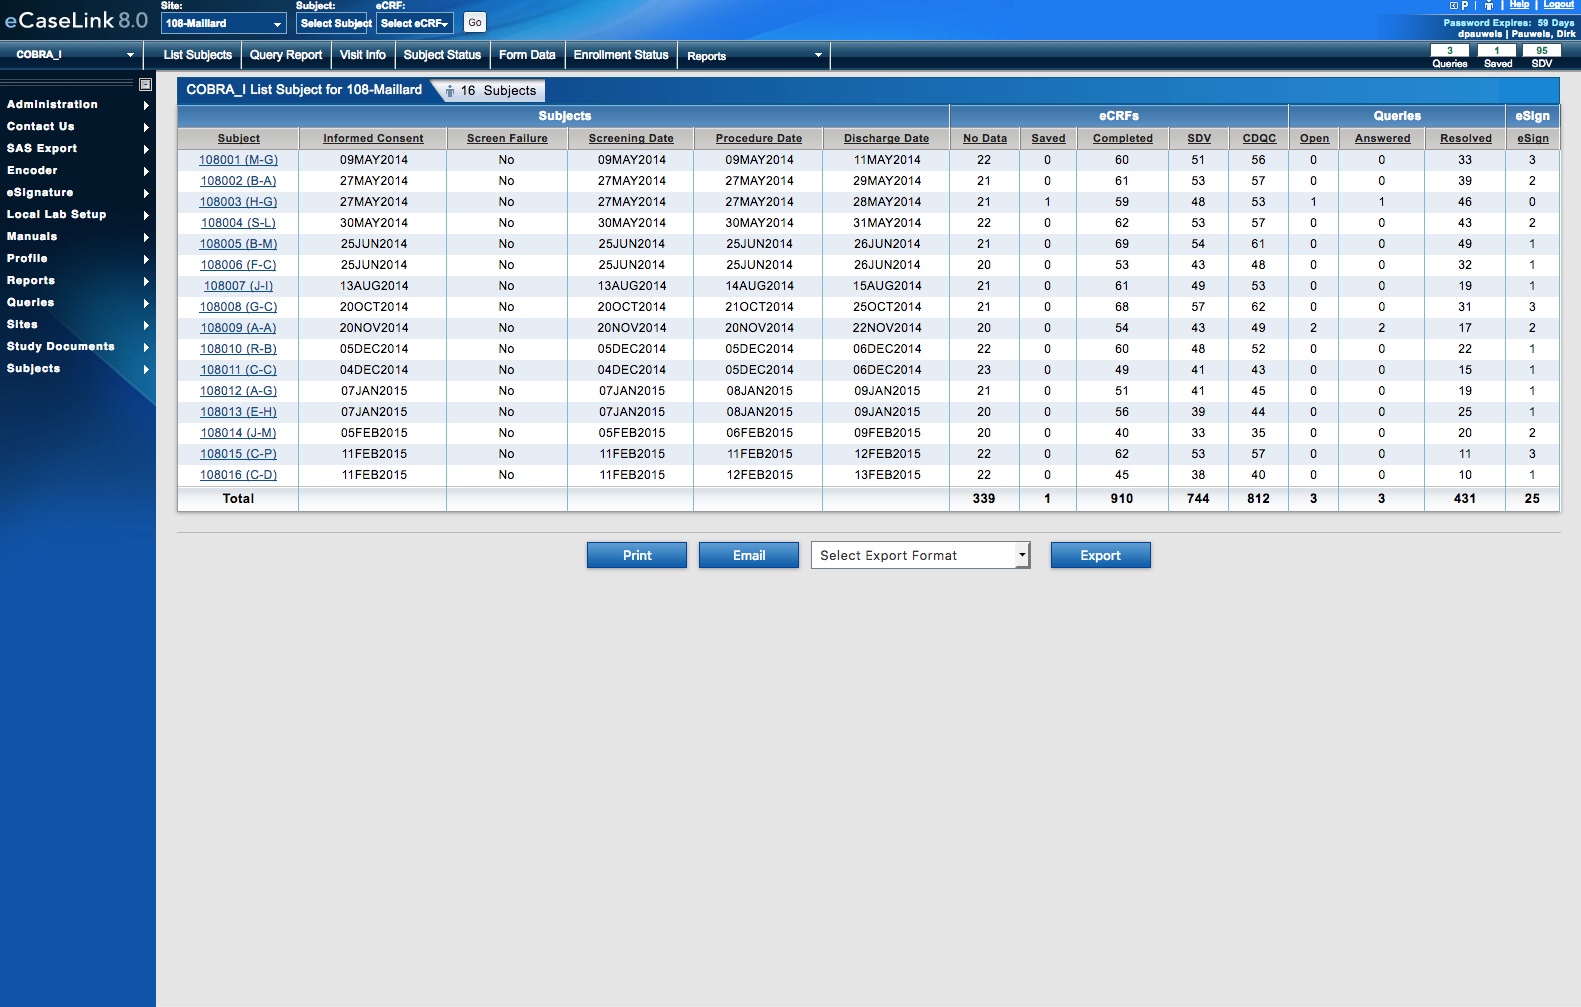 eCaseLink 8.0
Site: Subject: eCRF:
108-Maillard Select Subject Select eCRF Go
P | | Help | Logout
Password Expires: 59 Days
dpauwels | Pauwels, Dirk
COBRA_I List Subjects Query Report Visit Info Subject Status Form Data Enrollment Status Reports
3 1 95
Queries Saved SDV
Administration
Contact Us
SAS Export
Encoder
eSignature
Local Lab Setup
Manuals
Profile
Reports
Queries
Sites
Study Documents
Subjects
COBRA_I List Subject for 108-Maillard 16 Subjects
Subjects eCRFs Queries eSign
Subject Informed Consent Screen Failure Screening Date Procedure Date Discharge Date No Data Saved Completed SDV CDQC Open Answered Resolved eSign
108001 (M-G) 09MAY2014 No 09MAY2014 09MAY2014 11MAY2014 22 0 60 51 56 0 0 33 3
108002 (B-A) 27MAY2014 No 27MAY2014 27MAY2014 29MAY2014 21 0 61 53 57 0 0 39 2
108003 (H-G) 27MAY2014 No 27MAY2014 27MAY2014 28MAY2014 21 1 59 48 53 1 1 46 0
108004 (S-L) 30MAY2014 No 30MAY2014 30MAY2014 31MAY2014 22 0 62 53 57 0 0 43 2
108005 (B-M) 25JUN2014 No 25JUN2014 25JUN2014 26JUN2014 21 0 69 54 61 0 0 49 1
108006 (F-C) 25JUN2014 No 25JUN2014 25JUN2014 26JUN2014 20 0 53 43 48 0 0 32 1
108007 (J-I) 13AUG2014 No 13AUG2014 14AUG2014 15AUG2014 21 0 61 49 53 0 0 19 1
108008 (G-C) 20OCT2014 No 20OCT2014 21OCT2014 25OCT2014 21 0 68 57 62 0 0 31 3
108009 (A-A) 20NOV2014 No 20NOV2014 20NOV2014 22NOV2014 20 0 54 43 49 2 2 17 2
108010 (R-B) 05DEC2014 No 05DEC2014 05DEC2014 06DEC2014 22 0 60 48 52 0 0 22 1
108011 (C-C) 04DEC2014 No 04DEC2014 05DEC2014 06DEC2014 23 0 49 41 43 0 0 15 1
108012 (A-G) 07JAN2015 No 07JAN2015 08JAN2015 09JAN2015 21 0 51 41 45 0 0 19 1
108013 (E-H) 07JAN2015 No 07JAN2015 08JAN2015 09JAN2015 20 0 56 39 44 0 0 25 1
108014 (J-M) 05FEB2015 No 05FEB2015 06FEB2015 09FEB2015 20 0 40 33 35 0 0 20 2
108015 (C-P) 11FEB2015 No 11FEB2015 11FEB2015 12FEB2015 22 0 62 53 57 0 0 11 3
108016 (C-D) 11FEB2015 No 11FEB2015 12FEB2015 13FEB2015 22 0 45 38 40 0 0 10 1
Total 339 1 910 744 812 3 3 431 25
Print Email Select Export Format Export